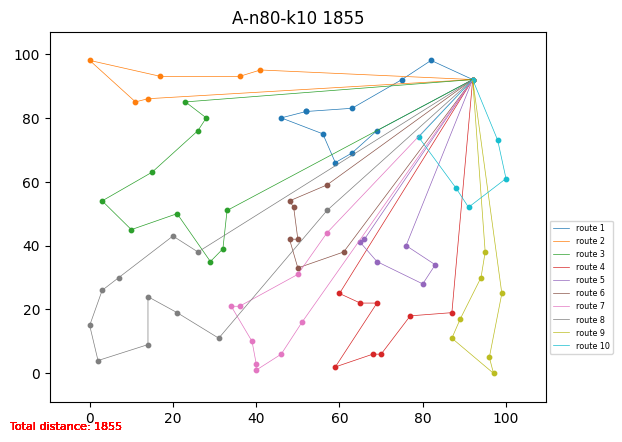 A-n80-k10 1855
100
80
60
40
20
0
0
20
40
60
80
100
route 1
route 2
route 3
route 4
route 5
route 6
route 7
route 8
route 9
route 10
Total distance: 1855